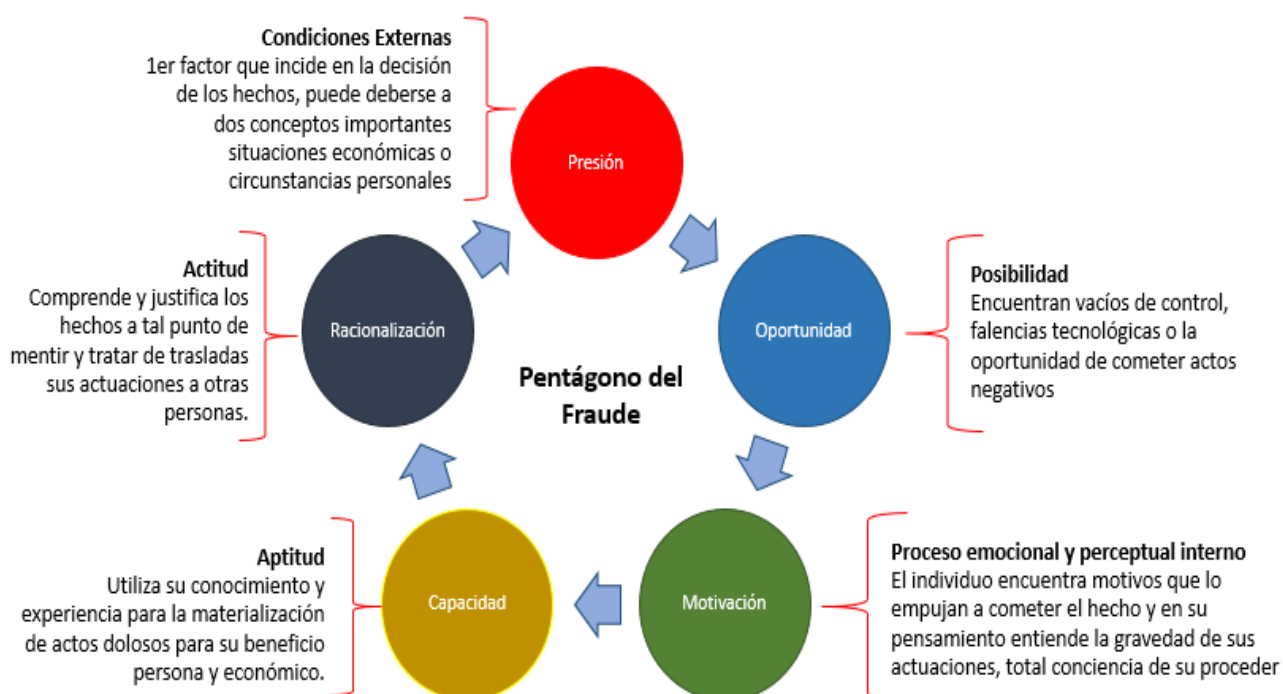 Condiciones Externas
1er factor que incide en la decisión
de los hechos, puede deberse a
dos conceptos importantes
situaciones económicas o
circunstancias personales
Presión
Actitud
Comprende y justifica los
hechos a tal punto de
mentir y tratar de trasladas
sus actuaciones a otras
personas.
Racionalización
Oportunidad
Posibilidad
Encuentran vacíos de control,
falencias tecnológicas o la
oportunidad de cometer actos
negativos
Pentágono del
Fraude
Aptitud
Utiliza su conocimiento y
experiencia para la materialización
de actos dolosos para su beneficio
persona y económico.
Capacidad
Motivación
Proceso emocional y perceptual interno
El individuo encuentra motivos que lo
empujan a cometer el hecho y en su
pensamiento entiende la gravedad de sus
actuaciones, total conciencia de su proceder